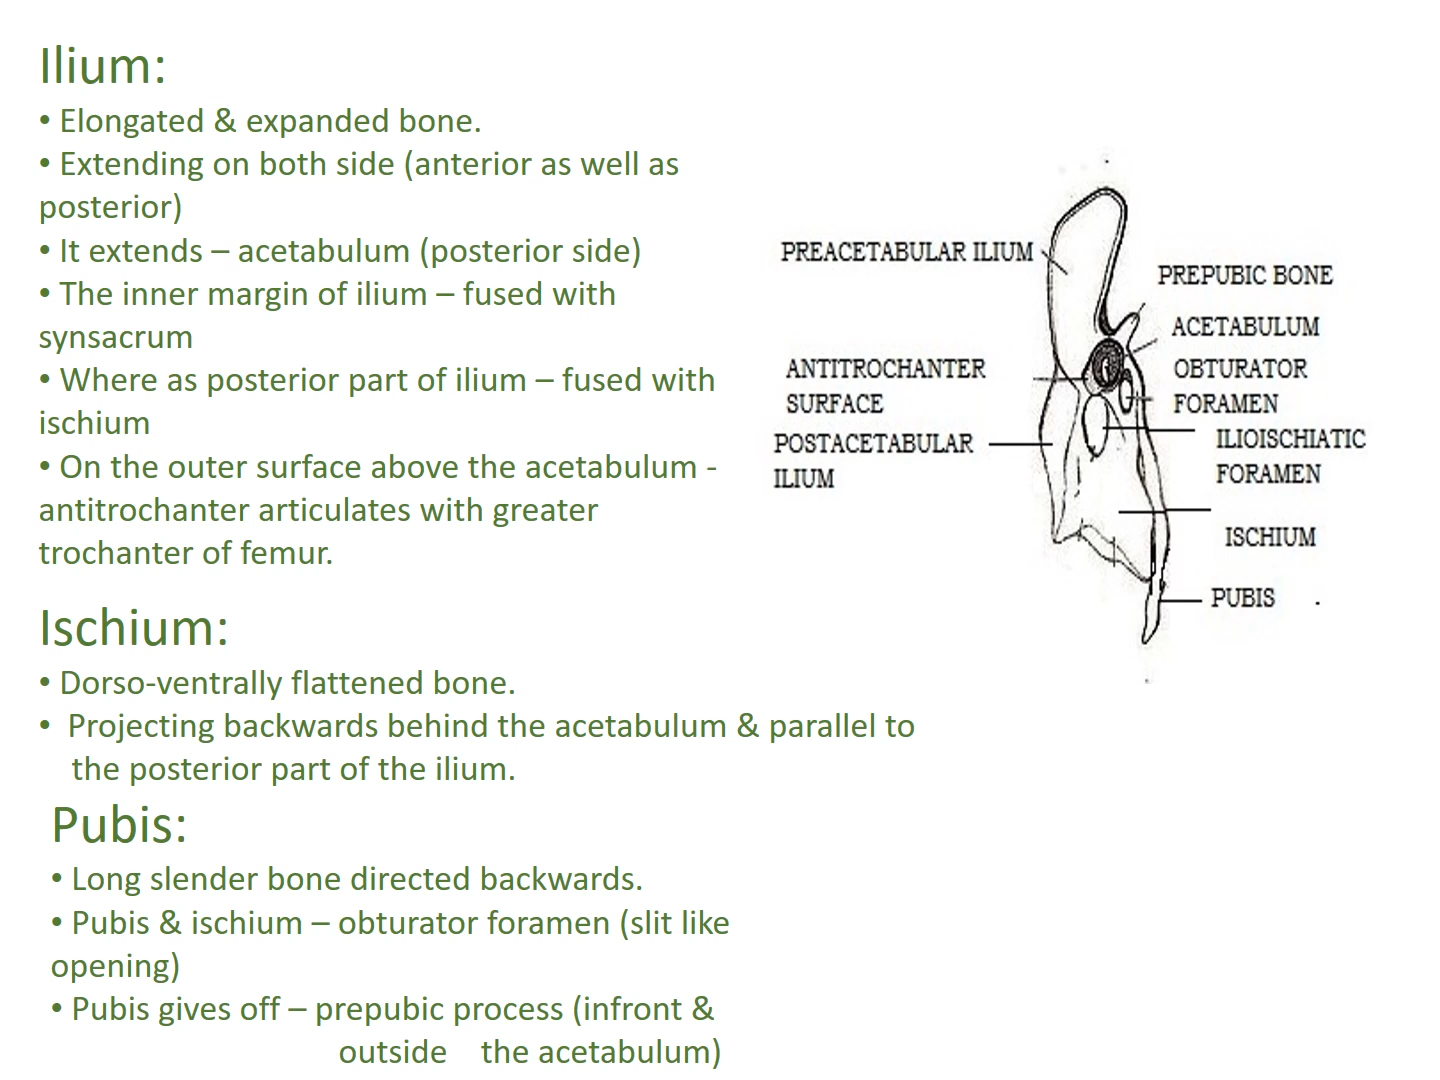 Ilium:
• Elongated & expanded bone.
• Extending on both side (anterior as well as
posterior)
• It extends – acetabulum (posterior side)
• The inner margin of ilium – fused with
synsacrum
• Where as posterior part of ilium – fused with
ischium
• On the outer surface above the acetabulum -
antitrochanter articulates with greater
trochanter of femur.
Ischium:
• Dorso-ventrally flattened bone.
• Projecting backwards behind the acetabulum & parallel to
the posterior part of the ilium.
Pubis:
• Long slender bone directed backwards.
• Pubis & ischium – obturator foramen (slit like
opening)
• Pubis gives off – prepubic process (infront &
outside the acetabulum)
PREACETABULAR ILIUM
PREPUBIC BONE
ACETABULUM
ANTITROCHANTER
SURFACE
OBTURATOR
FORAMEN
POSTACETABULAR
ILIUM
ILIOISCHIATIC
FORAMEN
ISCHIUM
PUBIS